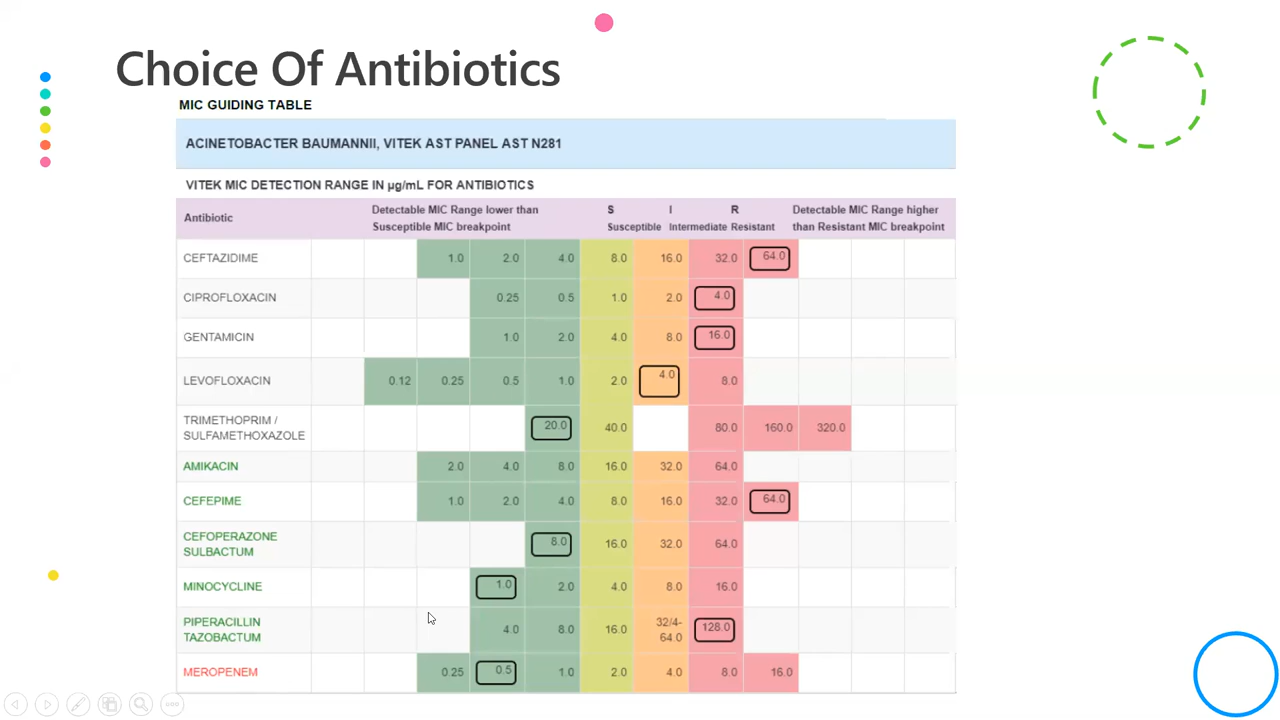 Choice Of Antibiotics
MIC GUIDING TABLE
ACINETOBACTER BAUMANNII, VITEK AST PANEL AST N281
VITEK MIC DETECTION RANGE IN µg/mL FOR ANTIBIOTICS
Antibiotic Detectable MIC Range lower than Susceptible MIC breakpoint S Susceptible I Intermediate R Resistant Detectable MIC Range higher than Resistant MIC breakpoint
CEFTAZIDIME 1.0 2.0 4.0 8.0 16.0 32.0 64.0
CIPROFLOXACIN 0.25 0.5 1.0 2.0 4.0
GENTAMICIN 1.0 2.0 4.0 8.0 16.0
LEVOFLOXACIN 0.12 0.25 0.5 1.0 2.0 4.0 8.0
TRIMETHOPRIM / SULFAMETHOXAZOLE 20.0 40.0 80.0 160.0 320.0
AMIKACIN 2.0 4.0 8.0 16.0 32.0 64.0
CEFEPIME 1.0 2.0 4.0 8.0 16.0 32.0 64.0
CEFOPERAZONE SULBACTUM 8.0 16.0 32.0 64.0
MINOCYCLINE 1.0 2.0 4.0 8.0 16.0
PIPERACILLIN TAZOBACTUM 4.0 8.0 16.0 32/4-64.0 128.0
MEROPENEM 0.25 0.5 1.0 2.0 4.0 8.0 16.0